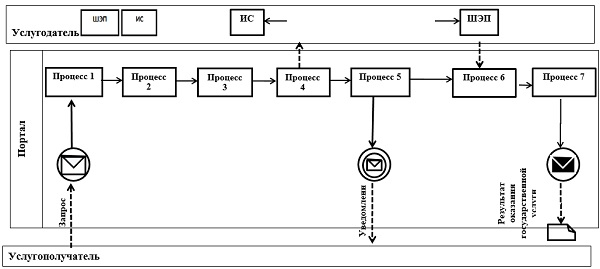 Услугодатель
ШЭП
ИС
ИС
ШЭП
Портал
Процесс 1
Процесс
2
Процесс
3
Процесс
4
Процесс 5
Процесс 6
Процесс 7
Запрос
Уведомлени
Результат
оказания
государственной
услуги
Услугополучатель